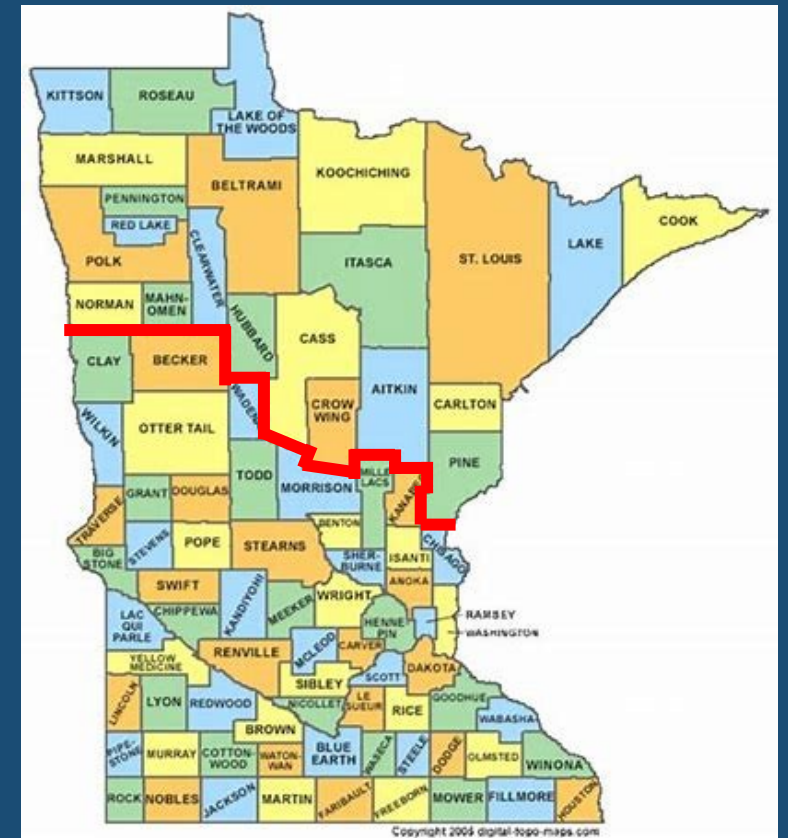 KITTSON
ROSEAU
LAKE OF
THE WOODS
MARSHALL
BELTRAMI
KOOCHICHING
PENNINGTON
RED LAKE
POLK
CLEARWATER
ITASCA
ST. LOUIS
LAKE
COOK
NORMAN
MAHN-
OMEN
HUBBARD
CASS
CLAY
BECKER
AITKIN
WADEN
CROW
WING
CARLTON
WILKIN
OTTER TAIL
TODD
MORRISON
MILLE
LACS
KANAB
PINE
GRANT
DOUGLAS
TRAVERSE
STEVENS
POPE
STEARNS
BENTON
CHISAGO
BIG
STONE
SHER-
BURNE
ISANTI
ANOKA
SWIFT
KANDIYOHI
MEEKER
WRIGHT
LAC
QUI
PARLE
CHIPPEWA
HENNE-
PIN
RAMSEY
WASHINGTON
YELLOW
MEDICINE
RENVILLE
MCLEOD
CARVER
SCOTT
DAKOTA
LINCOLN
LYON
REDWOOD
SIBLEY
NICOLLET
LE
SUEUR
RICE
GOODHUE
WABASHA
BROWN
PIPE-
STONE
MURRAY
COTTON-
WOOD
WATON-
WAN
BLUE
EARTH
WASECA
STEELE
DODGE
OLMSTED
WINONA
ROCK
NOBLES
JACKSON
MARTIN
FARIBAULT
FREEBORN
MOWER
FILLMORE
HOUSTON
Copyright 2005 digital-topo-maps.com